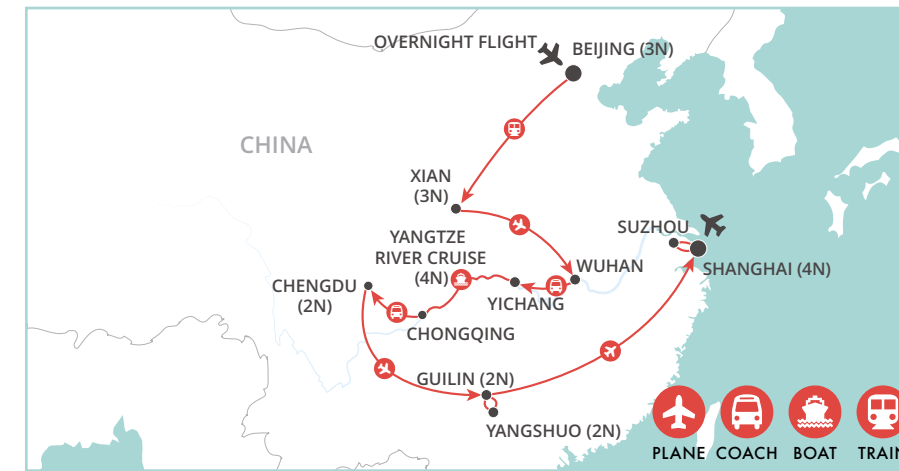 OVERNIGHT FLIGHT
BEIJING (3N)
CHINA
XIAN
(3N)
SUZHOU
YANGTZE
RIVER CRUISE
(4N)
WUHAN
SHANGHAI (4N)
CHENGDU
(2N)
YICHANG
CHONGQING
GUILIN (2N)
YANGSHUO (2N)
PLANE COACH BOAT TRAIN